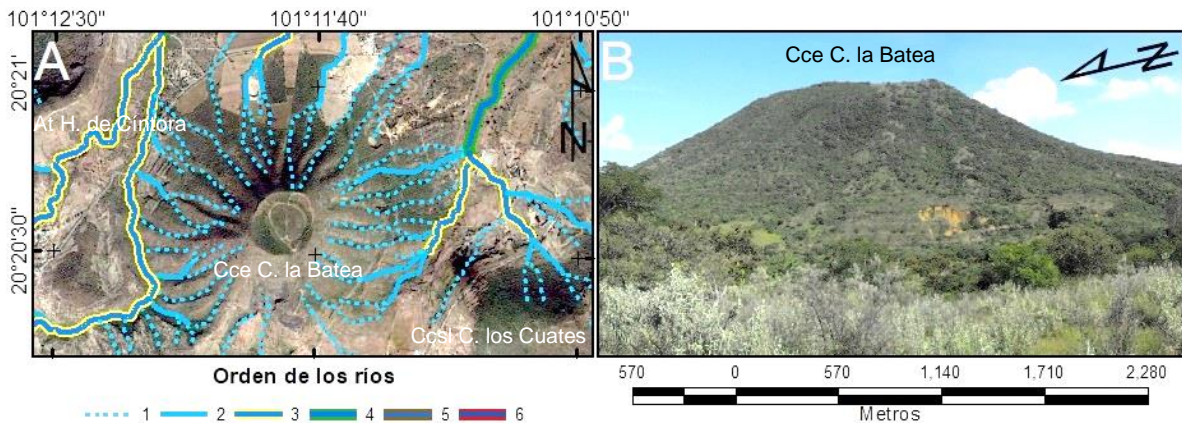 101°12'30" 101°11'40" 101°10'50"
A
20°21'
At H. de Cíntora
N
20°20'30"
Cce C. la Batea
Ccsl C. los Cuates
B
Cce C. la Batea
N
Orden de los ríos
1 2 3 4 5 6
570 0 570 1,140 1,710 2,280
Metros